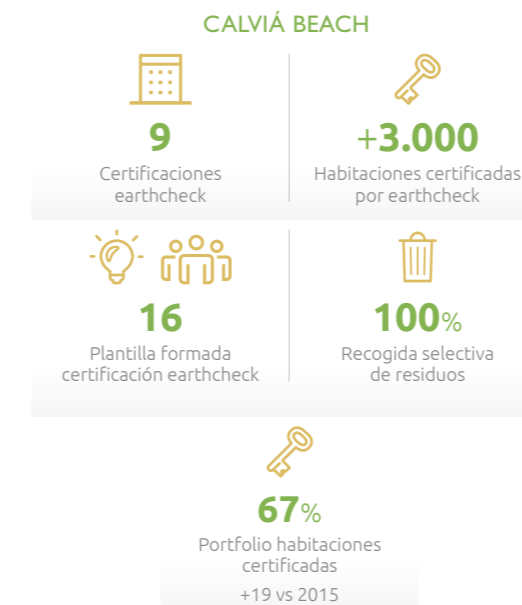 CALVIÁ BEACH
9
Certificaciones
earthcheck
+3.000
Habitaciones certificadas
por earthcheck
16
Plantilla formada
certificación earthcheck
100%
Recogida selectiva
de residuos
67%
Portfolio habitaciones
certificadas
+19 vs 2015